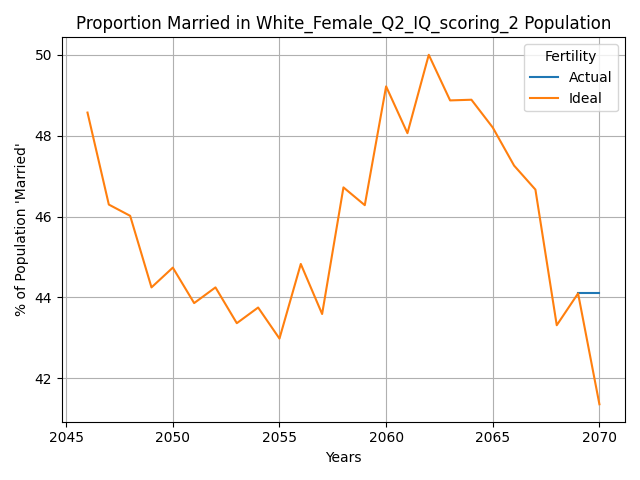 Proportion Married in White_Female_Q2_IQ_scoring_2 Population
% of Population 'Married'
50
48
46
44
42
Fertility
Actual
Ideal
2045 2050 2055 2060 2065 2070
Years